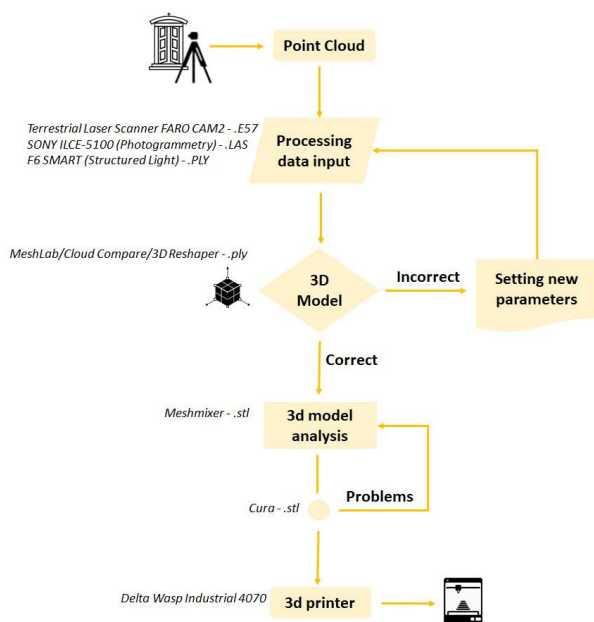 Point Cloud
Terrestrial Laser Scanner FARO CAM2 - .E57
SONY ILCE-5100 (Photogrammetry) - .LAS
F6 SMART (Structured Light) - .PLY
Processing
data input
MeshLab/Cloud Compare/3D Reshaper - .ply
3D
Model
Incorrect
Setting new
parameters
Correct
Meshmixer - .stl
3d model
analysis
Problems
Cura - .stl
Delta Wasp Industrial 4070
3d printer